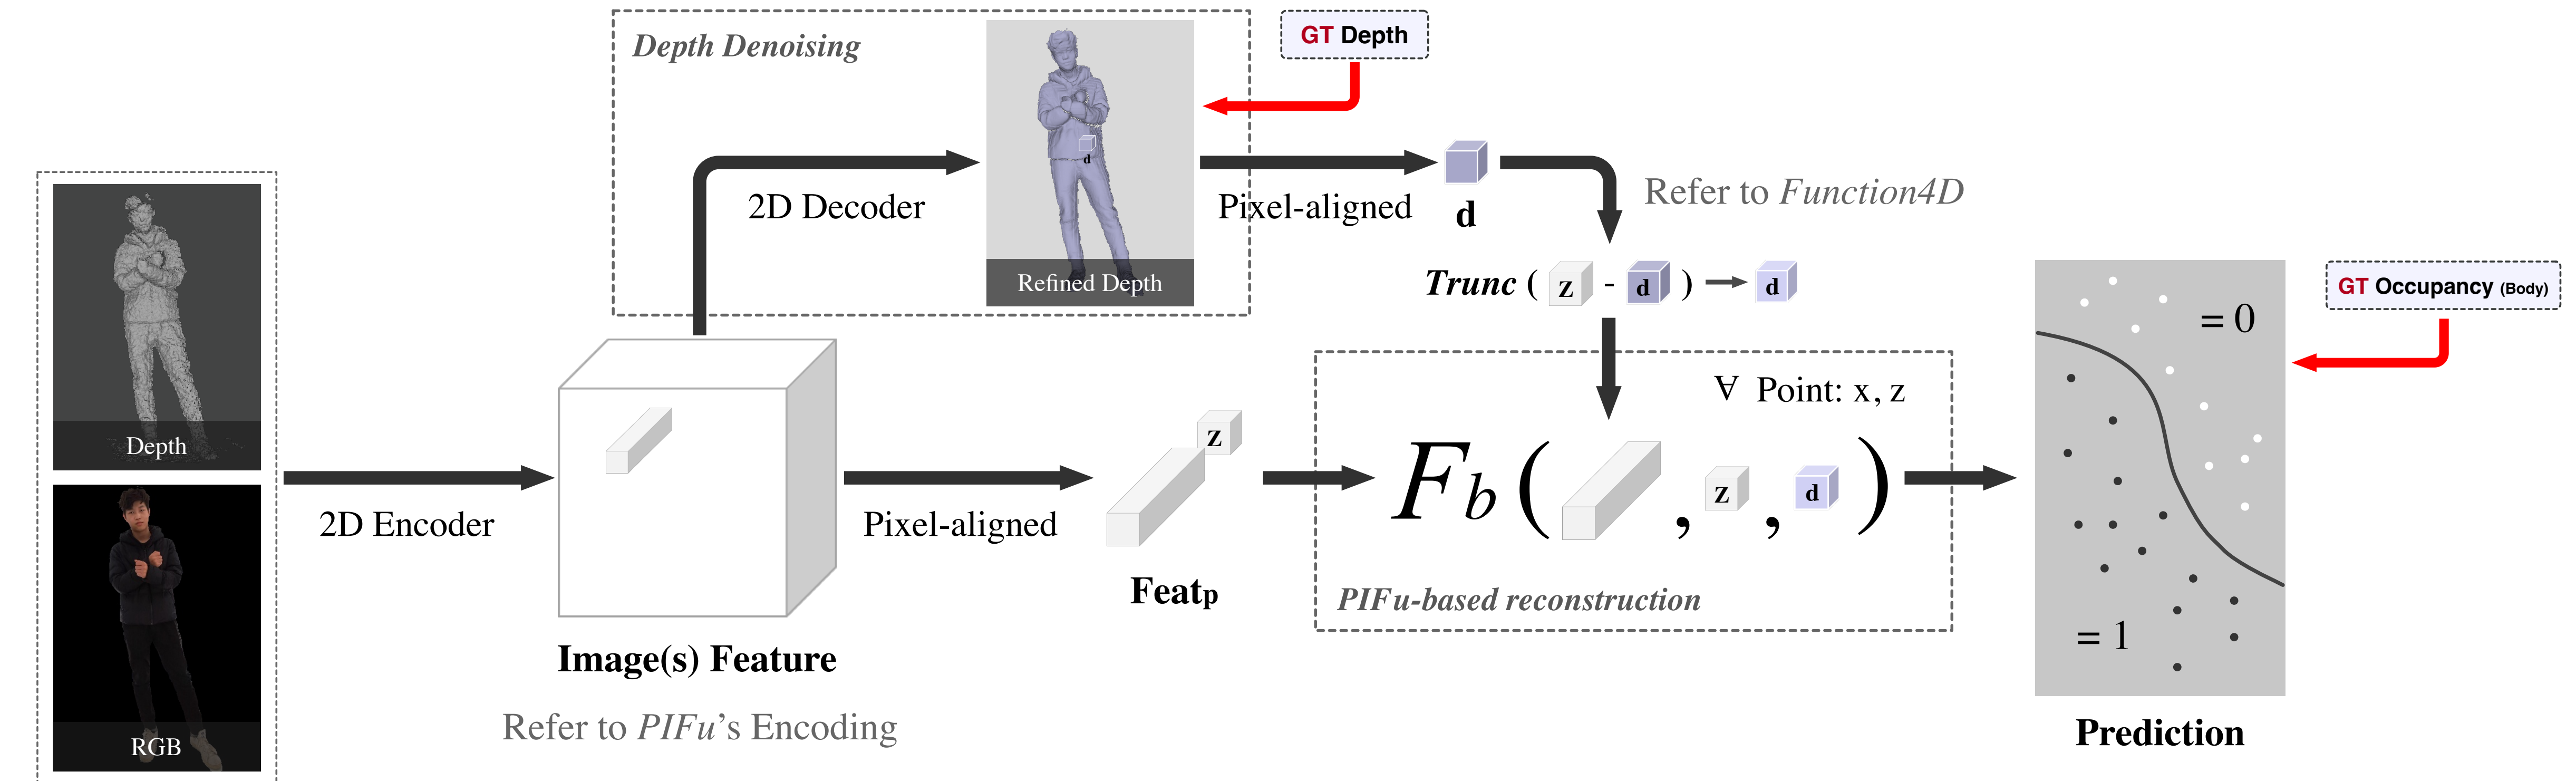 Depth Denoising
GT Depth
d
2D Decoder
Refined Depth
Pixel-aligned
d
Refer to Function4D
Trunc ( Z - d ) d
Depth
RGB
2D Encoder
Image(s) Feature
Refer to PIFu's Encoding
Pixel-aligned
Z
Featp
∀ Point: x, z
Fb ( , Z , d )
PIFu-based reconstruction
= 0
= 1
Prediction
GT Occupancy (Body)